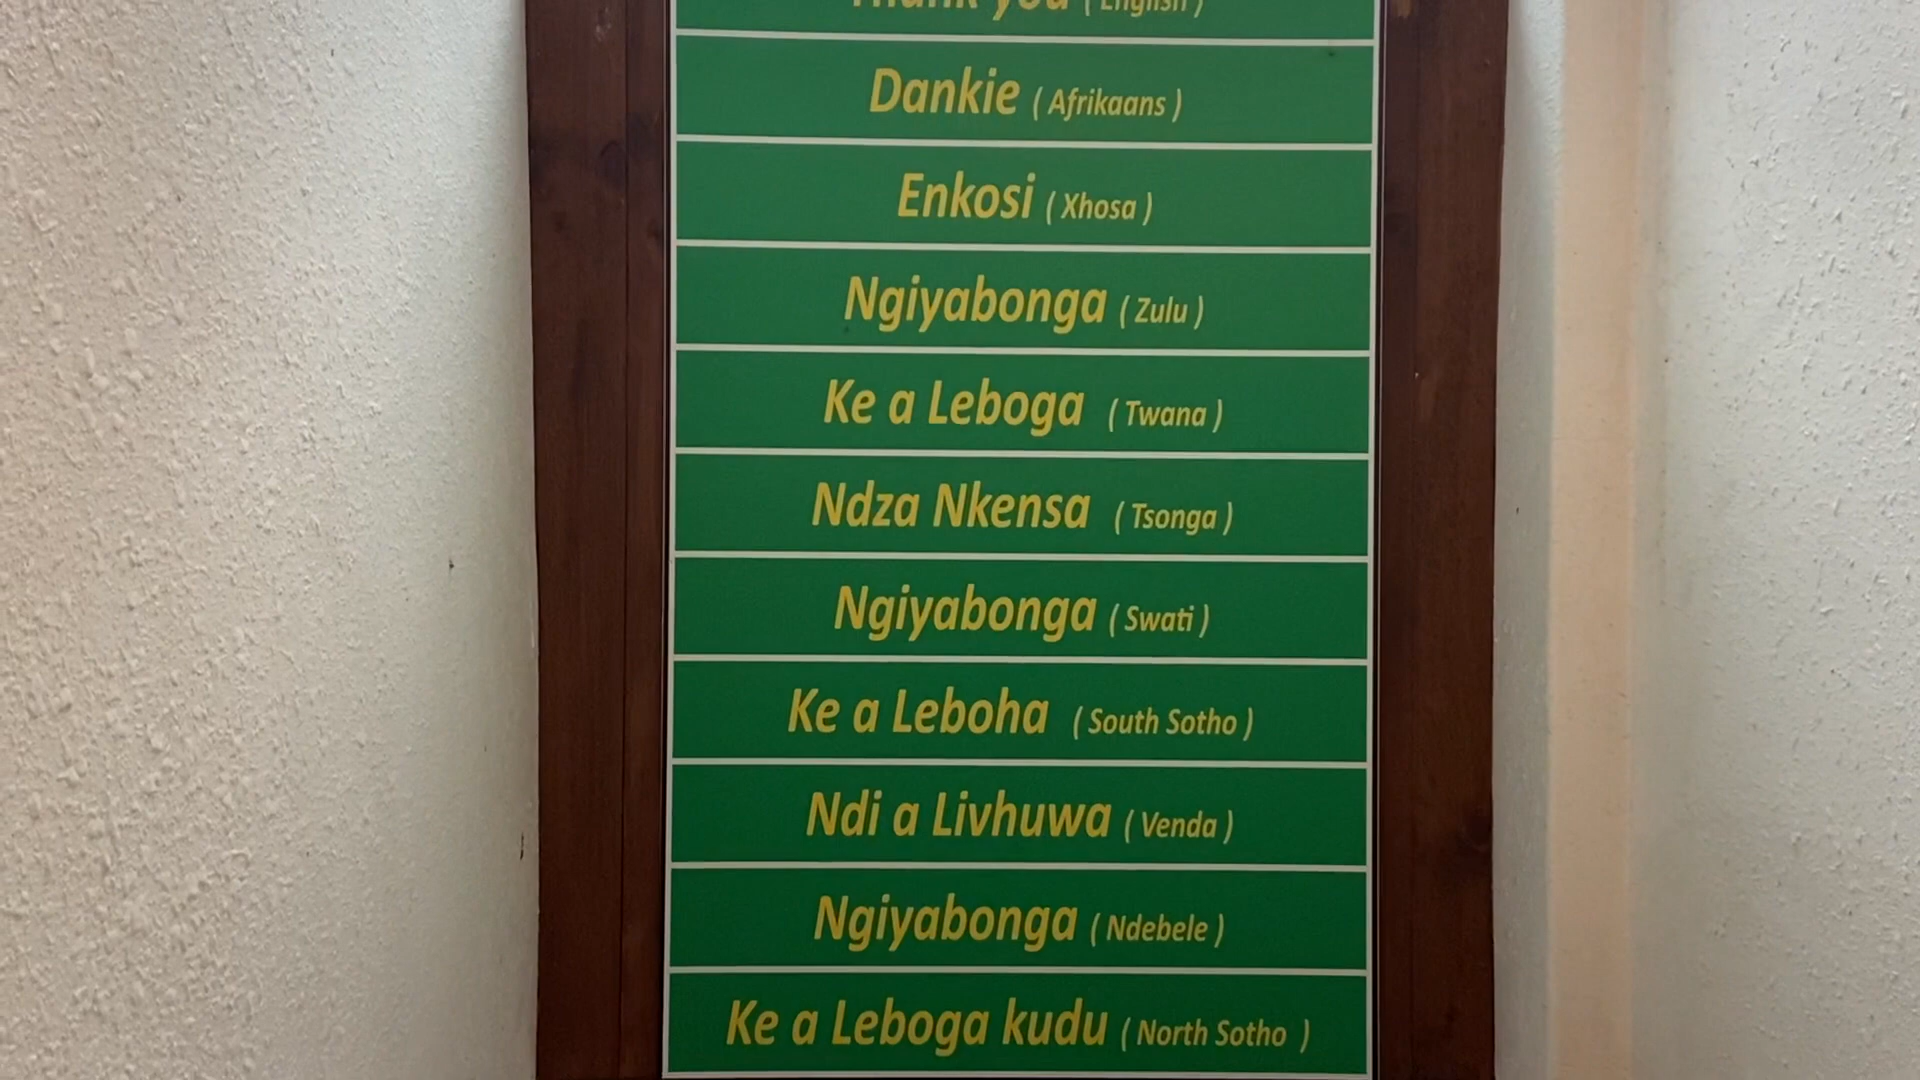 Thank you ( English )
Dankie ( Afrikaans )
Enkosi ( Xhosa )
Ngiyabonga ( Zulu )
Ke a Leboga ( Twana )
Ndza Nkensa ( Tsonga )
Ngiyabonga ( Swati )
Ke a Leboha ( South Sotho )
Ndi a Livhuwa ( Venda )
Ngiyabonga ( Ndebele )
Ke a Leboga kudu ( North Sotho )